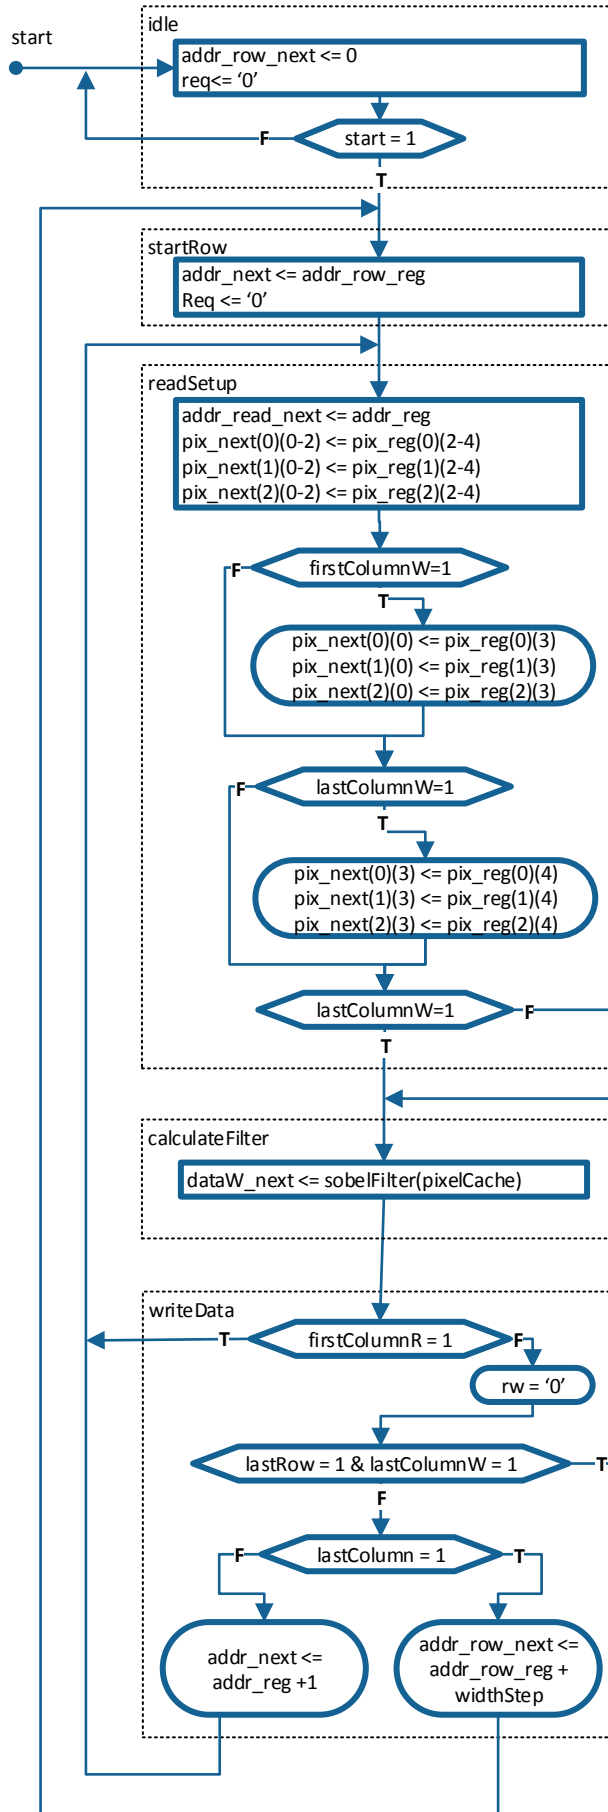 start
idle
addr_row_next <= 0
req<= ‘0’
start = 1
F
T
startRow
addr_next <= addr_row_reg
Req <= ‘0’
readSetup
addr_read_next <= addr_reg
pix_next(0)(0-2) <= pix_reg(0)(2-4)
pix_next(1)(0-2) <= pix_reg(1)(2-4)
pix_next(2)(0-2) <= pix_reg(2)(2-4)
F
firstColumnW=1
T
pix_next(0)(0) <= pix_reg(0)(3)
pix_next(1)(0) <= pix_reg(1)(3)
pix_next(2)(0) <= pix_reg(2)(3)
F
lastColumnW=1
T
pix_next(0)(3) <= pix_reg(0)(4)
pix_next(1)(3) <= pix_reg(1)(4)
pix_next(2)(3) <= pix_reg(2)(4)
lastColumnW=1
F
T
calculateFilter
dataW_next <= sobelFilter(pixelCache)
writeData
T
firstColumnR = 1
F
rw = ‘0’
lastRow = 1 & lastColumnW = 1
T
F
F
lastColumn = 1
T
addr_next <=
addr_reg +1
addr_row_next <=
addr_row_reg +
widthStep